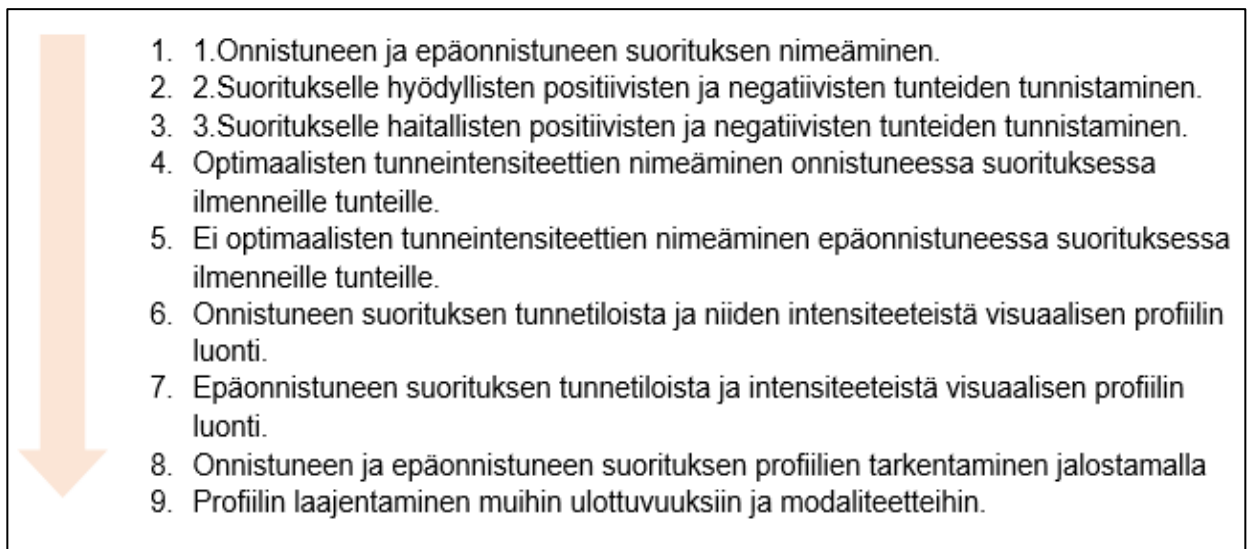 1. 1.Onnistuneen ja epäonnistuneen suorituksen nimeäminen.
2. 2.Suoritukselle hyödyllisten positiivisten ja negatiivisten tunteiden tunnistaminen.
3. 3.Suoritukselle haitallisten positiivisten ja negatiivisten tunteiden tunnistaminen.
4. Optimaalisten tunneintensiteettien nimeäminen onnistuneessa suorituksessa
ilmenneille tunteille.
5. Ei optimaalisten tunneintensiteettien nimeäminen epäonnistuneessa suorituksessa
ilmenneille tunteille.
6. Onnistuneen suorituksen tunnetiloista ja niiden intensiteeteistä visuaalisen profiilin
luonti.
7. Epäonnistuneen suorituksen tunnetiloista ja intensiteeteistä visuaalisen profiilin
luonti.
8. Onnistuneen ja epäonnistuneen suorituksen profiilien tarkentaminen jalostamalla
9. Profiilin laajentaminen muihin ulottuvuuksiin ja modaliteetteihin.